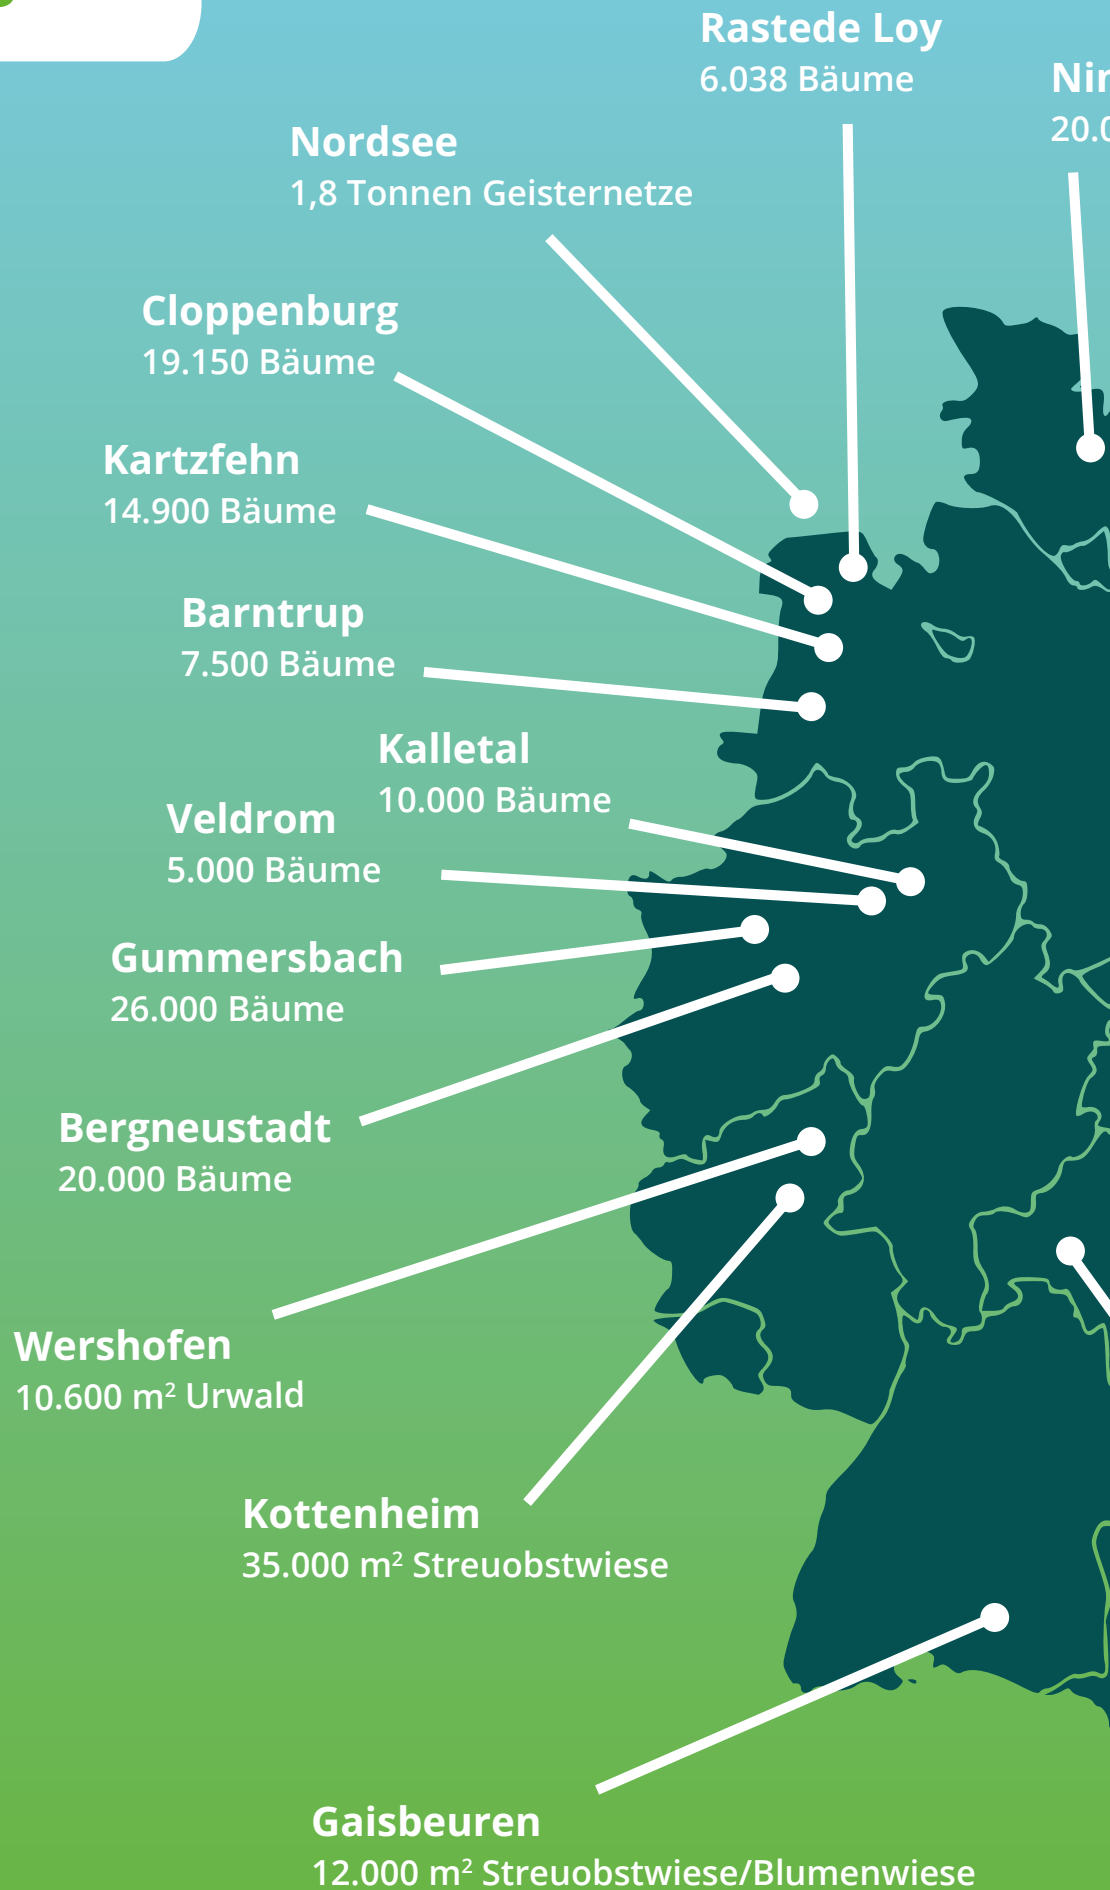 Rastede Loy
6.038 Bäume
Nordsee
1,8 Tonnen Geisternetze
Cloppenburg
19.150 Bäume
Kartzfehn
14.900 Bäume
Barntrup
7.500 Bäume
Kalletal
10.000 Bäume
Veldrom
5.000 Bäume
Gummersbach
26.000 Bäume
Bergneustadt
20.000 Bäume
Wershofen
10.600 m² Urwald
Kottenheim
35.000 m² Streuobstwiese
Gaisbeuren
12.000 m² Streuobstwiese/Blumenwiese